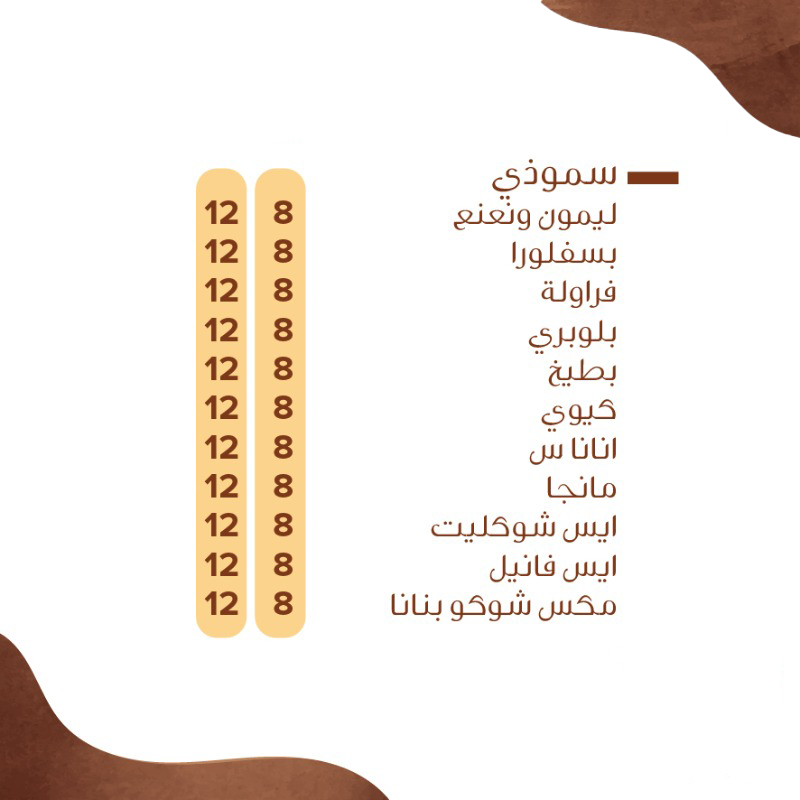 سموذي
ليمون ونعنع 8 12
بسفلورا 8 12
فراولة 8 12
بلوبري 8 12
بطيخ 8 12
كيوي 8 12
انانا س 8 12
مانجا 8 12
ايس شوكليت 8 12
ايس فانيل 8 12
مكس شوكو بنانا 8 12